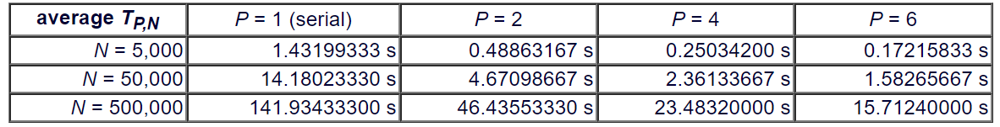 average TP,N P = 1 (serial) P = 2 P = 4 P = 6
N = 5,000 1.43199333 s 0.48863167 s 0.25034200 s 0.17215833 s
N = 50,000 14.18023330 s 4.67098667 s 2.36133667 s 1.58265667 s
N = 500,000 141.93433300 s 46.43553330 s 23.48320000 s 15.71240000 s